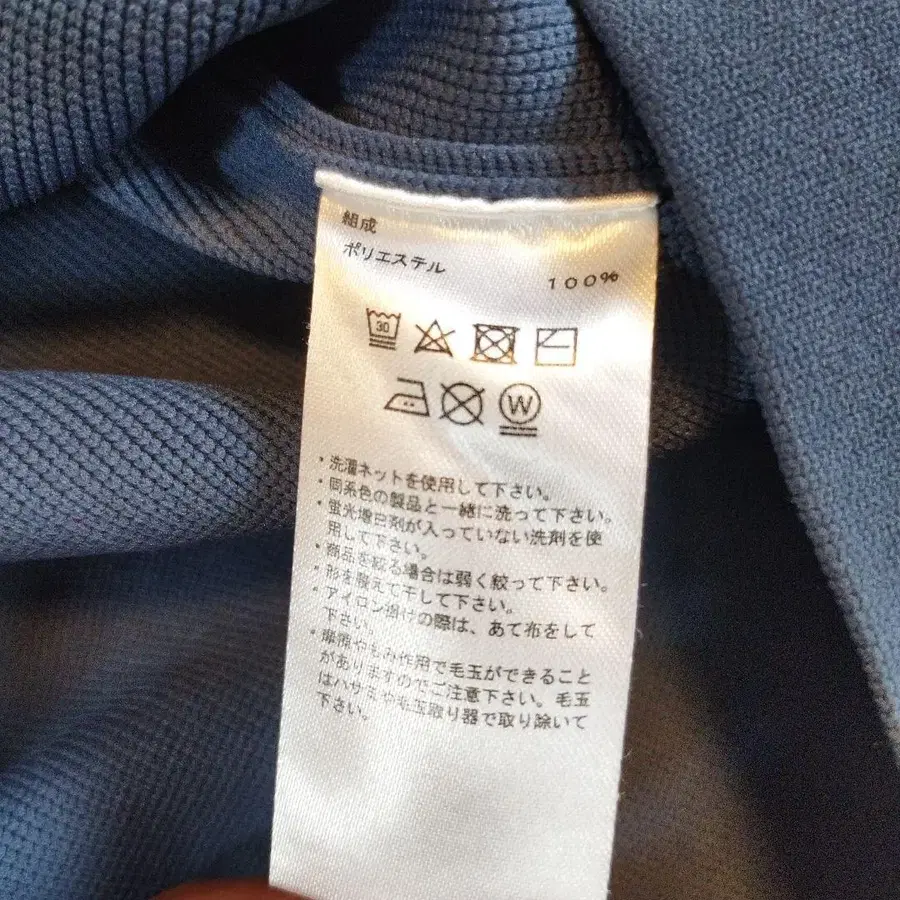 組成
ポリエステル
100%
30
W
・洗濯ネットを使用して下さい。
・同系色の製品と一緒に洗って下さい。
・蛍光増白剤が入っていない洗剤を使
用して下さい。
・商品を絞る場合は弱く絞って下さい。
・形を整えて干して下さい。
・アイロン掛けの際は、あて布をして
下さい。
・摩擦やもみ作用で毛玉ができること
がありますのでご注意下さい。毛玉
はハサミや毛玉取り器で取り除いて
下さい。